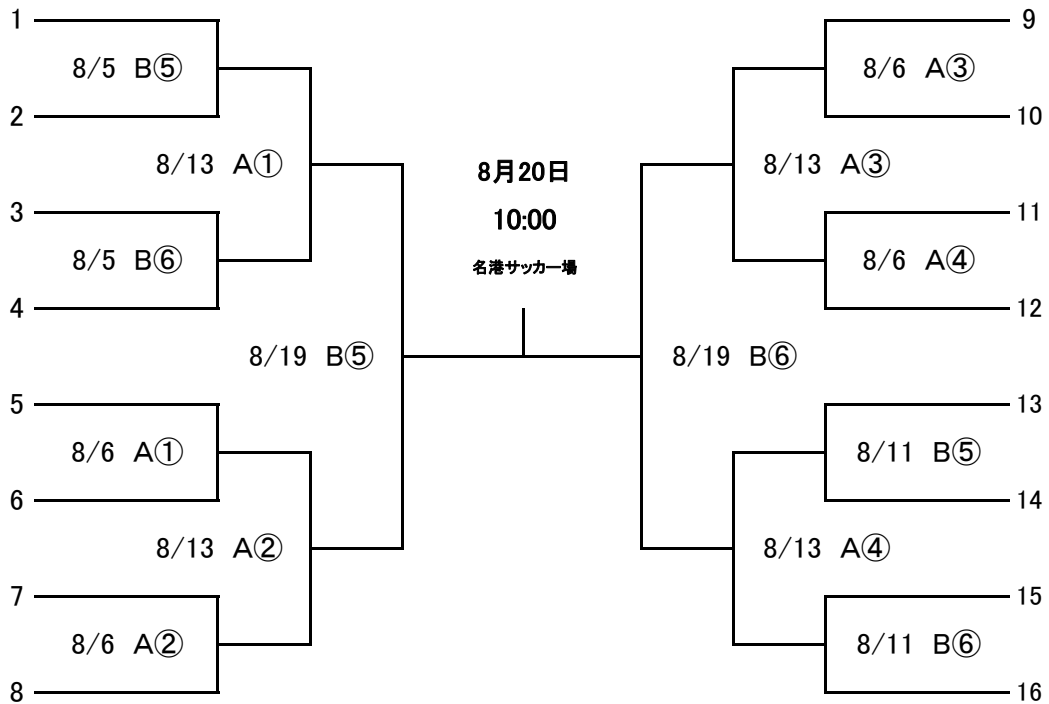 1
8/5 B⑤
2
8/13 A①
3
8/5 B⑥
4
8/19 B⑤
5
8/6 A①
6
8/13 A②
7
8/6 A②
8
8月20日
10:00
名港サッカー場
9
8/6 A③
10
8/13 A③
11
8/6 A④
12
8/19 B⑥
13
8/11 B⑤
14
8/13 A④
15
8/11 B⑥
16